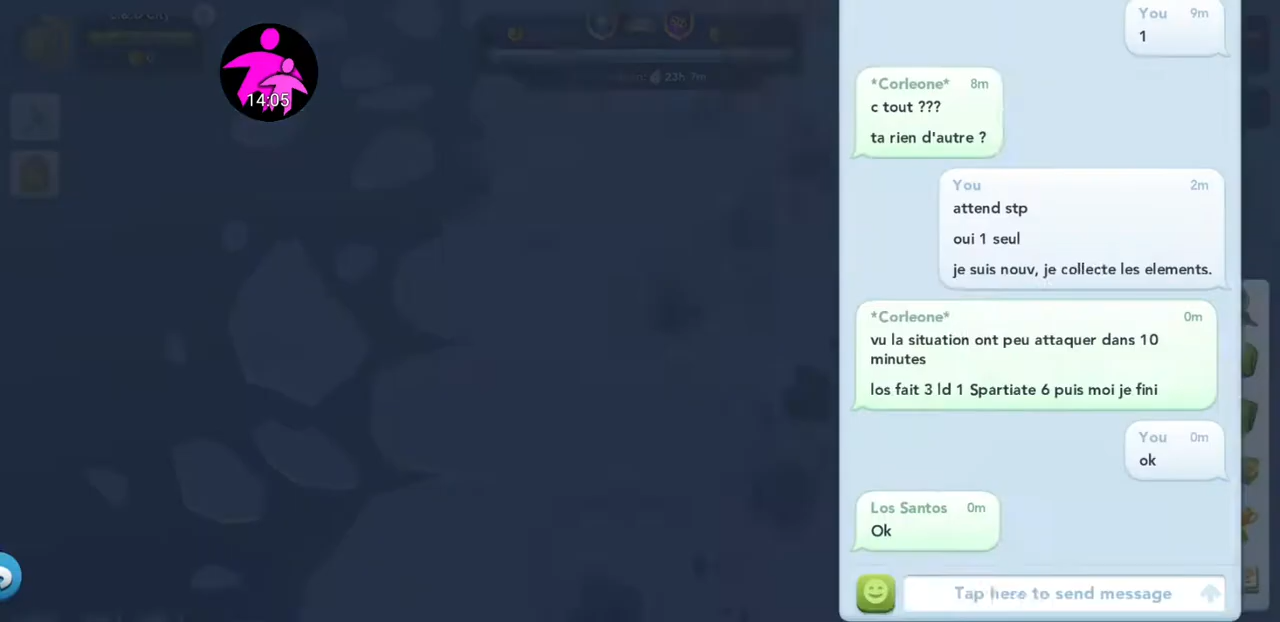 You 9m
1
*Corleone* 8m
c tout ???
ta rien d'autre ?
You 2m
attend stp
oui 1 seul
je suis nouv, je collecte les elements.
*Corleone* 0m
vu la situation ont peu attaquer dans 10
minutes
los fait 3 ld 1 Spartiate 6 puis moi je fini
You 0m
ok
Los Santos 0m
Ok
Tap here to send message
14:05
23h 7m